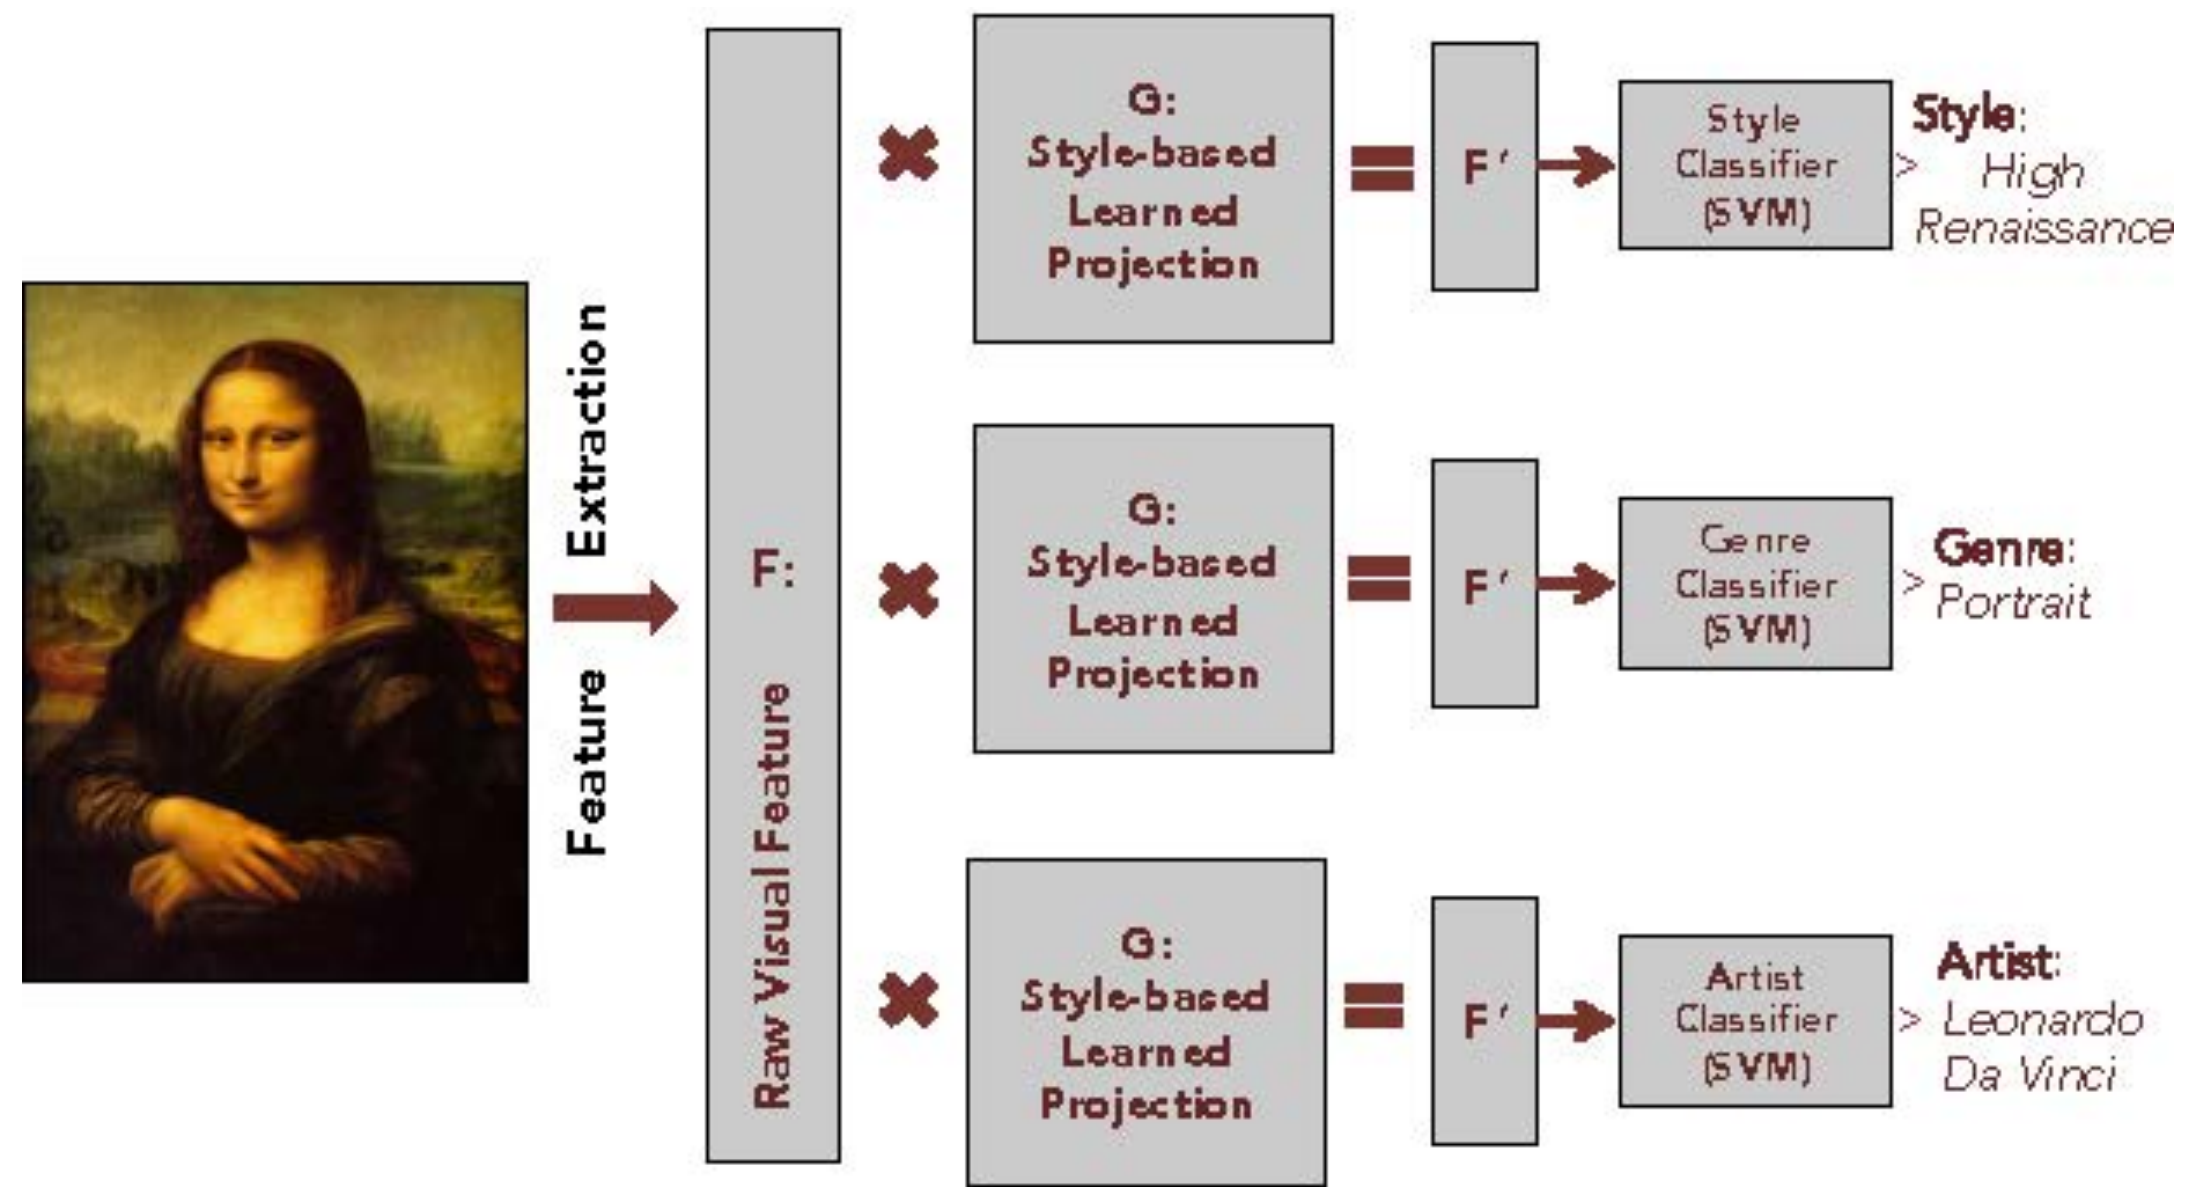 Feature Extraction
F: Raw Visual Feature
G:
Style-based
Learned
Projection
F'
Style
Classifier
(SVM)
>
Style:
High
Renaissance
G:
Style-based
Learned
Projection
F'
Genre
Classifier
(SVM)
>
Genre:
Portrait
G:
Style-based
Learned
Projection
F'
Artist
Classifier
(SVM)
>
Artist:
Leonardo
Da Vinci